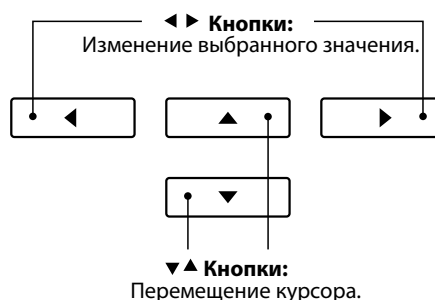 ◀ ▶ Кнопки:
Изменение выбранного значения.
▼▲ Кнопки:
Перемещение курсора.